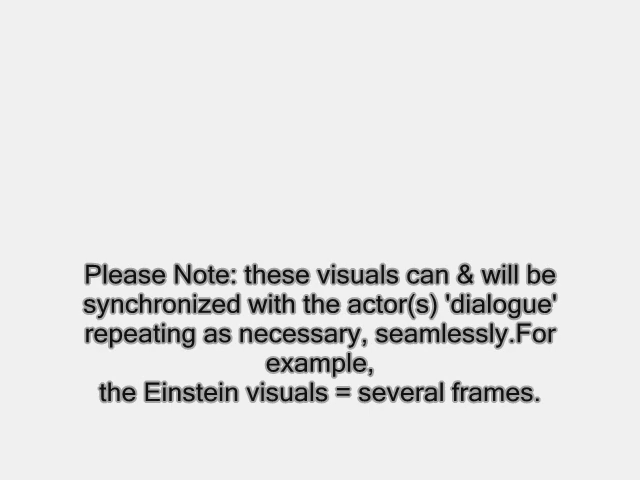 Please Note: these visuals can & will be
synchronized with the actor(s) 'dialogue'
repeating as necessary, seamlessly.For
example,
the Einstein visuals = several frames.